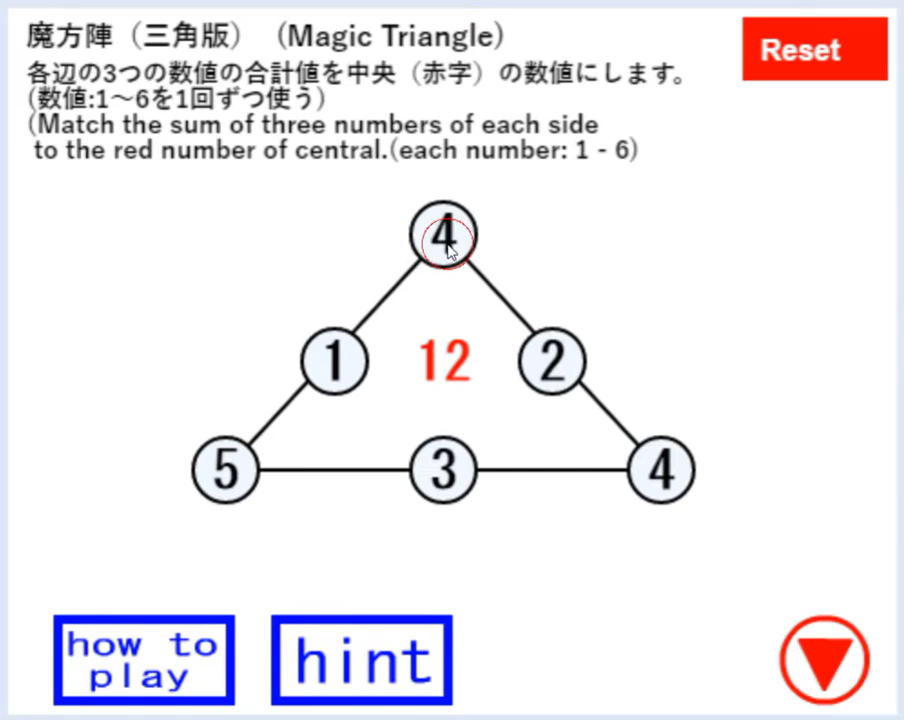 魔方陣（三角版）　(Magic Triangle)
Reset
各辺の3つの数値の合計値を中央（赤字）の数値にします。
(数値:1～6を1回ずつ使う)
(Match the sum of three numbers of each side
to the red number of central.(each number: 1 - 6)
4
1 12 2
5 3 4
how to
play
hint